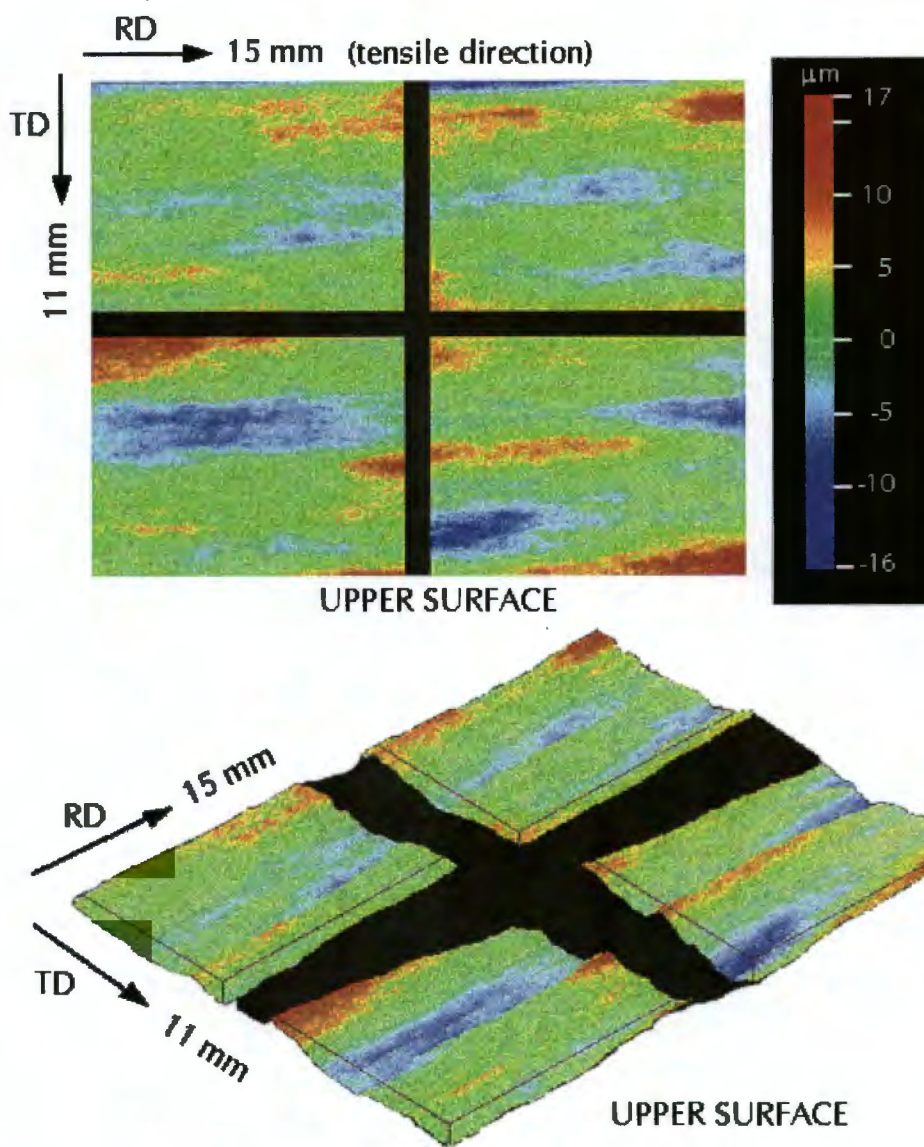 RD
15 mm (tensile direction)
TD
11 mm
µm
17
10
5
0
-5
-10
-16
UPPER SURFACE
RD
15 mm
TD
11 mm
UPPER SURFACE